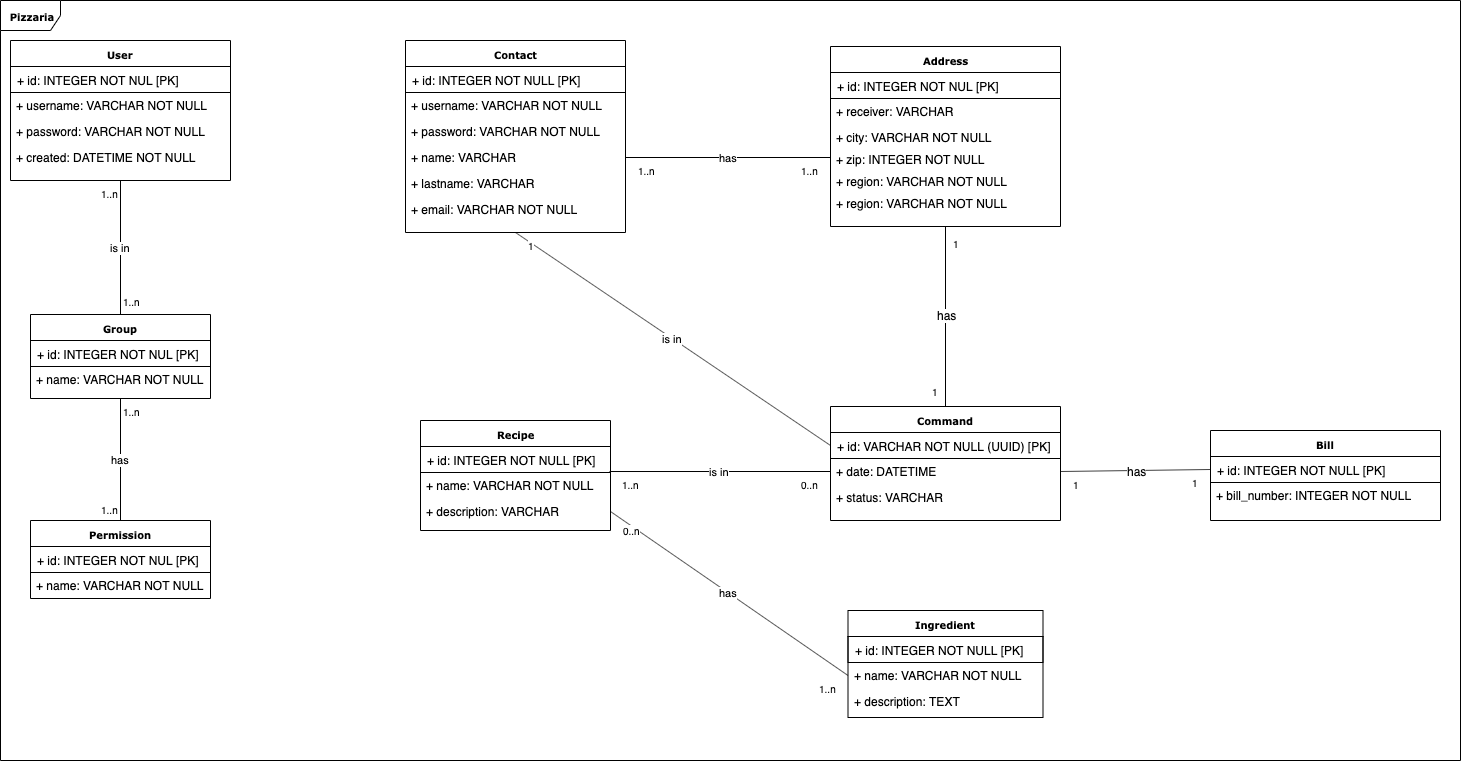 Pizzaria
User
+ id: INTEGER NOT NUL [PK]
+ username: VARCHAR NOT NULL
+ password: VARCHAR NOT NULL
+ created: DATETIME NOT NULL
1..n
is in
1..n
Group
+ id: INTEGER NOT NUL [PK]
+ name: VARCHAR NOT NULL
1..n
has
1..n
Permission
+ id: INTEGER NOT NUL [PK]
+ name: VARCHAR NOT NULL
Contact
+ id: INTEGER NOT NULL [PK]
+ username: VARCHAR NOT NULL
+ password: VARCHAR NOT NULL
+ name: VARCHAR
+ lastname: VARCHAR
+ email: VARCHAR NOT NULL
has
1..n
1..n
Address
+ id: INTEGER NOT NUL [PK]
+ receiver: VARCHAR
+ city: VARCHAR NOT NULL
+ zip: INTEGER NOT NULL
+ region: VARCHAR NOT NULL
+ region: VARCHAR NOT NULL
1
is in
1
has
1
Recipe
+ id: INTEGER NOT NULL [PK]
+ name: VARCHAR NOT NULL
+ description: VARCHAR
is in
1..n
0..n
Command
+ id: VARCHAR NOT NULL (UUID) [PK]
+ date: DATETIME
+ status: VARCHAR
has
1
1
Bill
+ id: INTEGER NOT NULL [PK]
+ bill_number: INTEGER NOT NULL
0..n
has
1..n
Ingredient
+ id: INTEGER NOT NULL [PK]
+ name: VARCHAR NOT NULL
+ description: TEXT